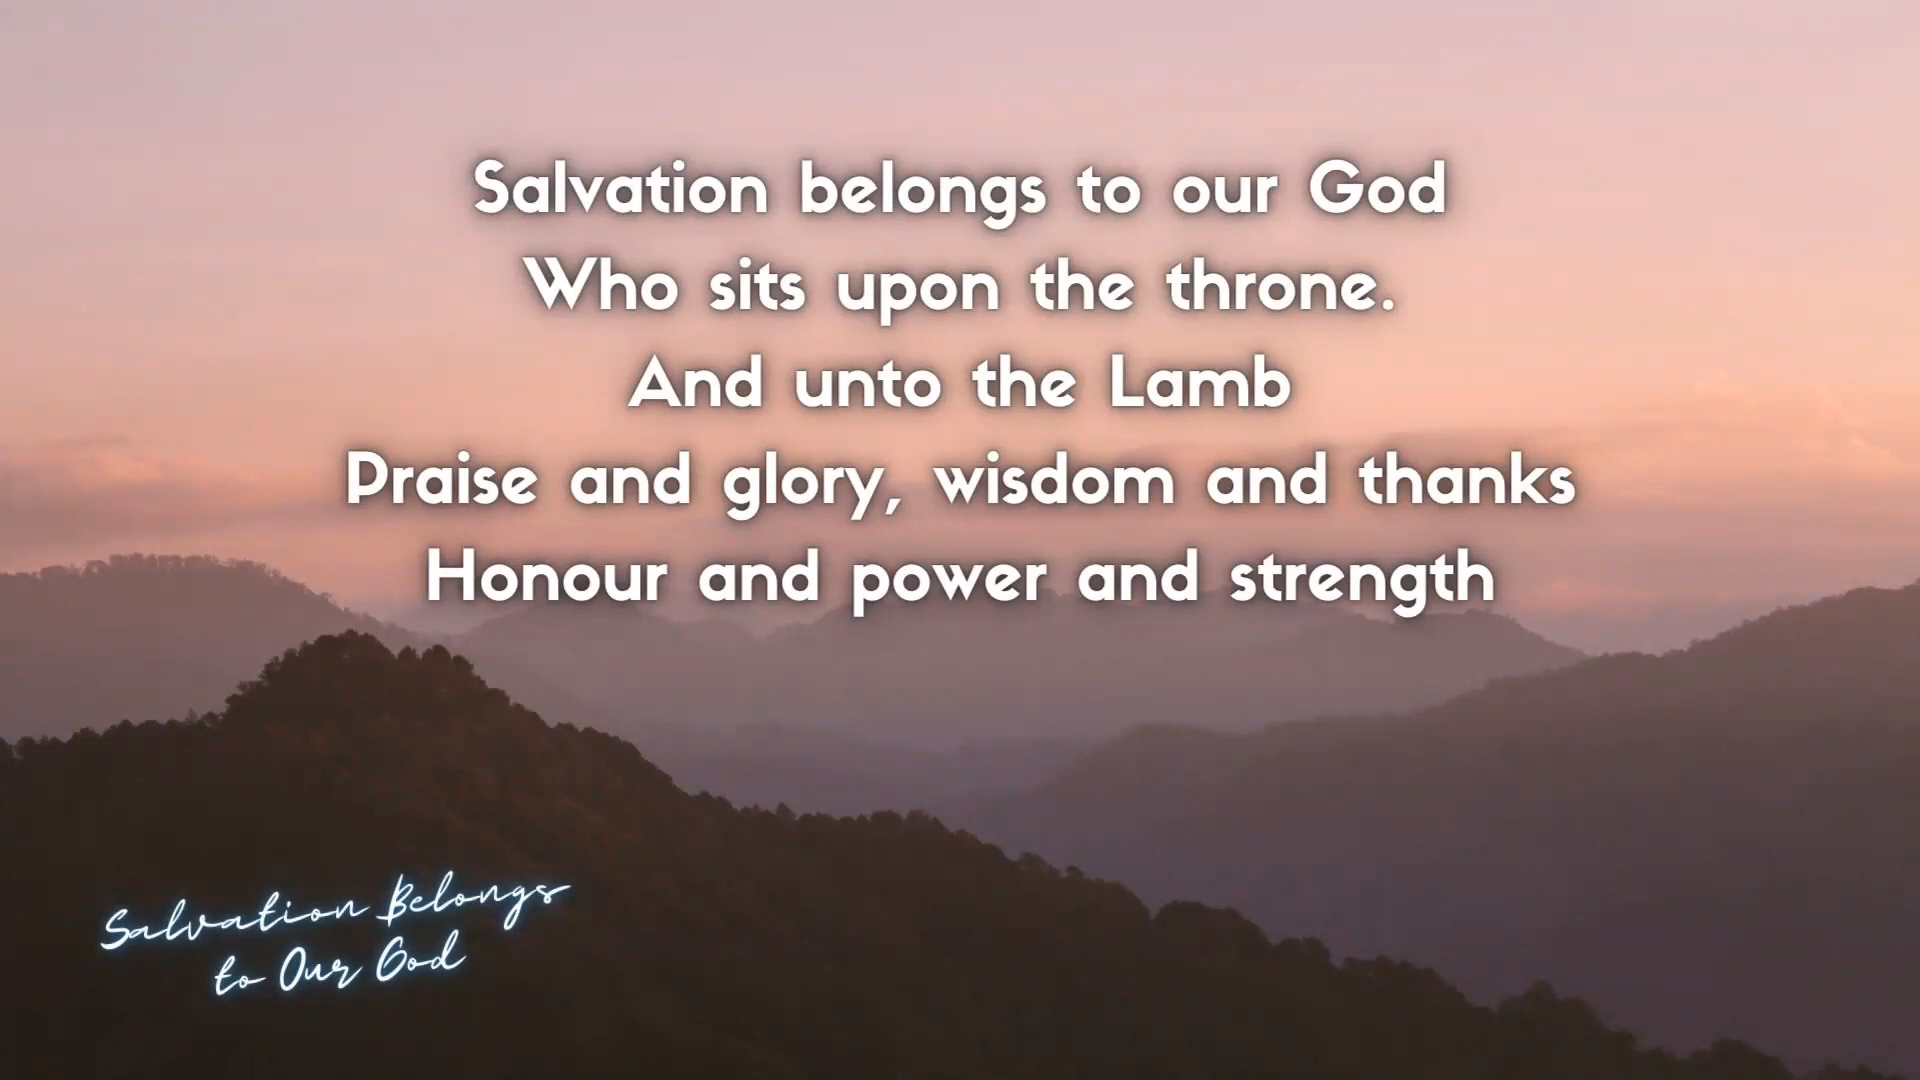 Salvation belongs to our God
Who sits upon the throne.
And unto the Lamb
Praise and glory, wisdom and thanks
Honour and power and strength
Salvation Belongs
to Our God